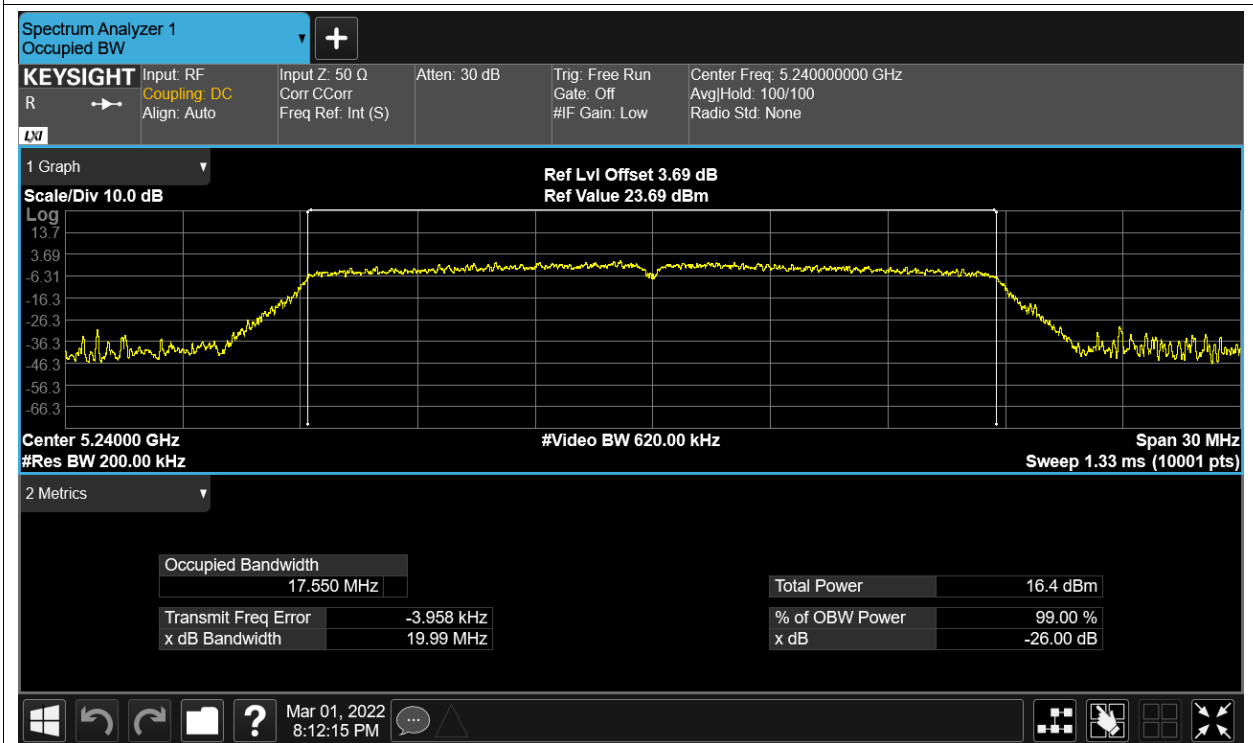 Spectrum Analyzer 1
Occupied BW
KEYSIGHT Input: RF Input Z: 50 Ω Atten: 30 dB Trig: Free Run Center Freq: 5.240000000 GHz
R Coupling: DC Corr CCorr Gate: Off Avg|Hold: 100/100
Align: Auto Freq Ref: Int (S) #IF Gain: Low Radio Std: None
LXI
1 Graph
Ref Lvl Offset 3.69 dB
Scale/Div 10.0 dB Ref Value 23.69 dBm
Log
13.7
3.69
-6.31
-16.3
-26.3
-36.3
-46.3
-56.3
-66.3
Center 5.24000 GHz #Video BW 620.00 kHz Span 30 MHz
#Res BW 200.00 kHz Sweep 1.33 ms (10001 pts)
2 Metrics
Occupied Bandwidth
17.550 MHz Total Power 16.4 dBm
Transmit Freq Error -3.958 kHz % of OBW Power 99.00 %
x dB Bandwidth 19.99 MHz x dB -26.00 dB
? Mar 01, 2022
8:12:15 PM